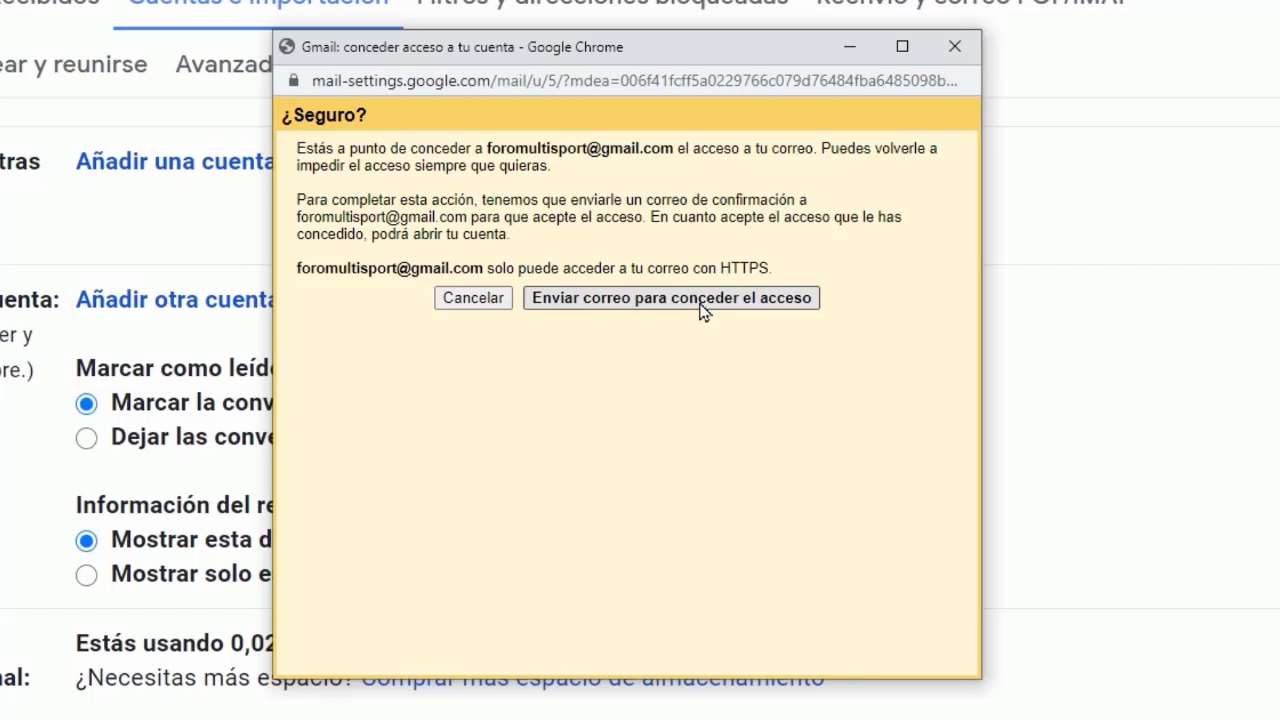 Cuentas e importación Filtros y direcciones bloqueadas Reenvío y correo POP/IMAP
Gmail: conceder acceso a tu cuenta - Google Chrome
ear y reunirse
mail-settings.google.com/mail/u/5/?mdea=006f41fcff5a0229766c079d76484fba6485098b...
¿Seguro?
Estás a punto de conceder a foromultisport@gmail.com el acceso a tu correo. Puedes volverle a
impedir el acceso siempre que quieras.
tras Añadir una cuenta
Para completar esta acción, tenemos que enviarle un correo de confirmación a
foromultisport@gmail.com para que acepte el acceso. En cuanto acepte el acceso que le has
concedido, podrá abrir tu cuenta.
foromultisport@gmail.com solo puede acceder a tu correo con HTTPS.
Cancelar Enviar correo para conceder el acceso
uenta: Añadir otra cuenta
er y
re.)
Marcar como leído
Marcar la conv
Dejar las conve
Información del re
Mostrar esta d
Mostrar solo e
Estás usando 0,02
nal: ¿Necesitas más espacio? Comprar más espacio de almacenamiento